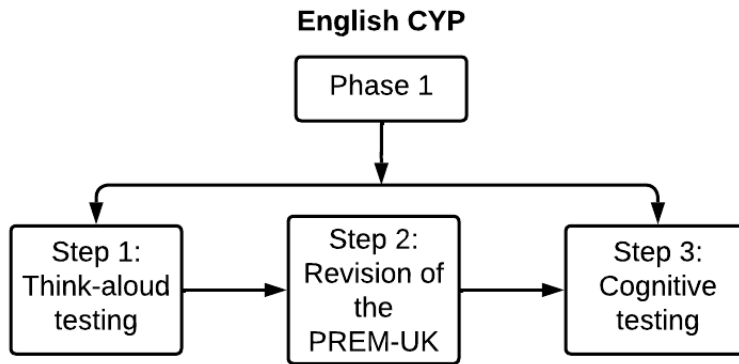 English CYP
Phase 1
Step 1:
Think-aloud
testing
Step 2:
Revision of
the
PREM-UK
Step 3:
Cognitive
testing